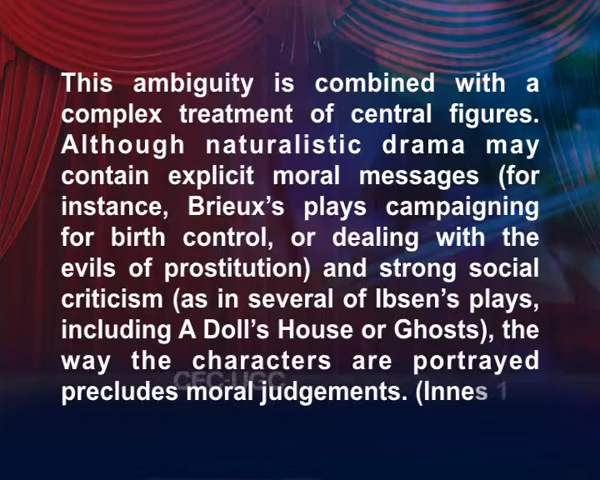 This ambiguity is combined with a
complex treatment of central figures.
Although naturalistic drama may
contain explicit moral messages (for
instance, Brieux's plays campaigning
for birth control, or dealing with the
evils of prostitution) and strong social
criticism (as in several of Ibsen's plays,
including A Doll's House or Ghosts), the
way the characters are portrayed
CEC-UGC
precludes moral judgements. (Innes 1